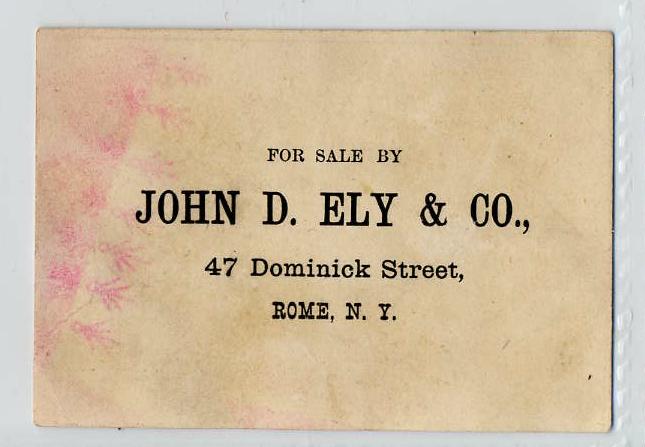 FOR SALE BY
JOHN D. ELY & CO.,
47 Dominick Street,
ROME, N. Y.